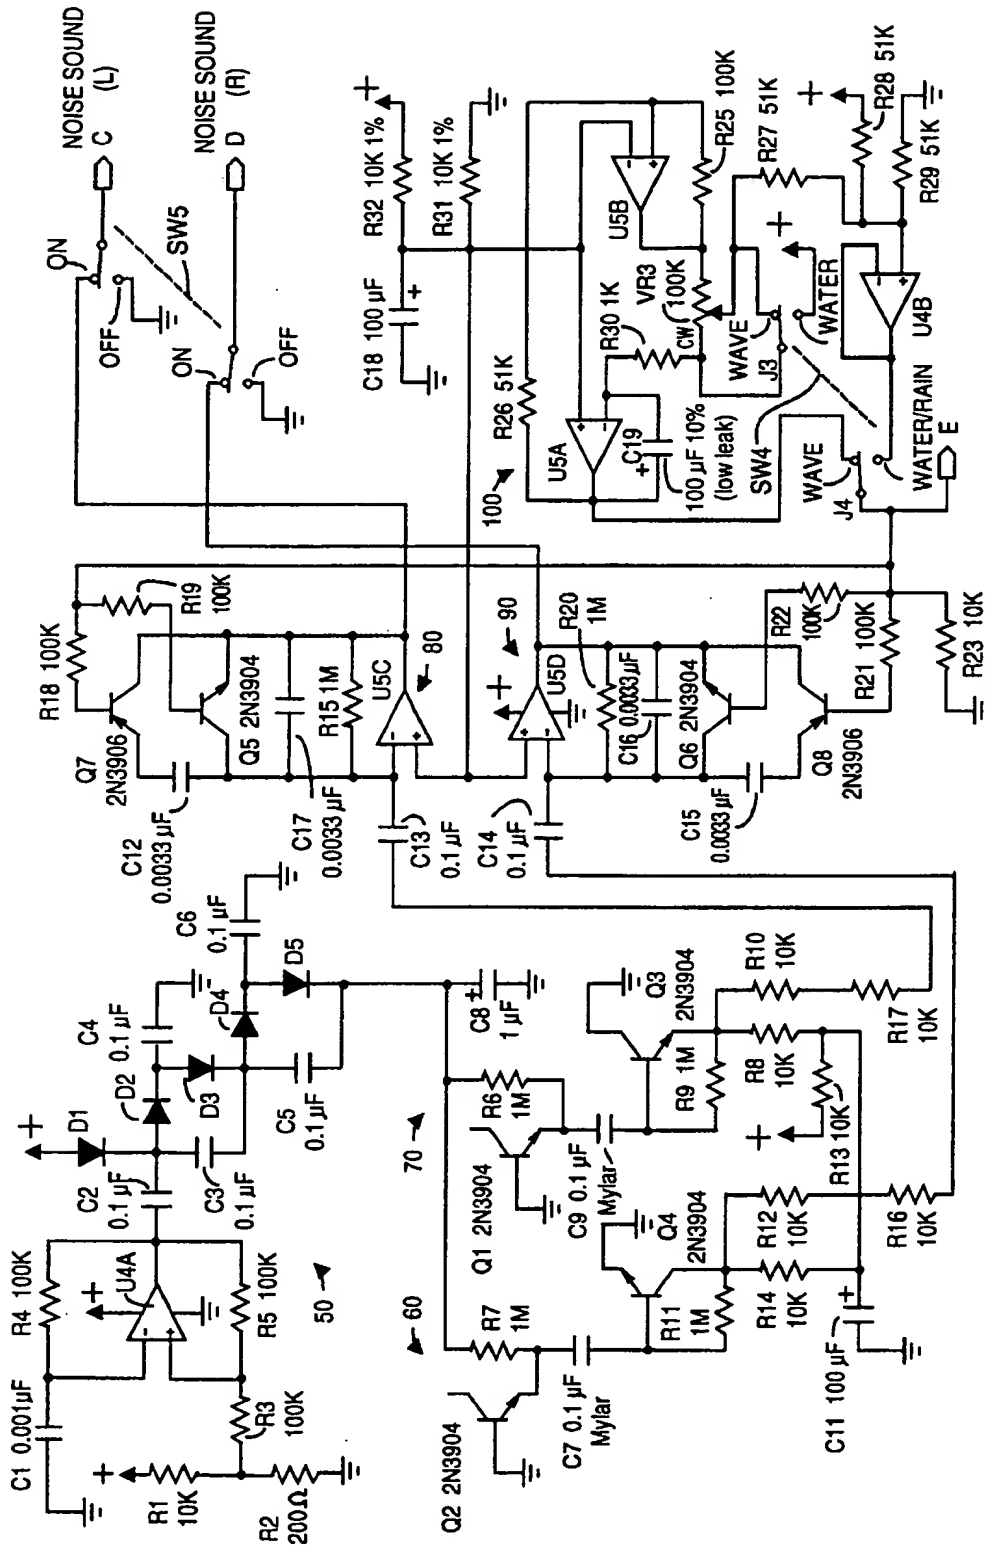 NOISE SOUND
C (L)
NOISE SOUND
D (R)
ON
OFF
SW5
ON
OFF
R32 10K 1%
R31 10K 1%
C18 100 µF
R26 51K
100
U5A
C19
100 µF 10%
(low leak)
R30 1K
VR3
100K
CW
U5B
R25 100K
R27 51K
R28 51K
R29 51K
WAVE
J3
WATER
SW4
U4B
WAVE
J4
WATER/RAIN
E
R18 100K
R19
100K
Q7
2N3906
C12
0.0033 µF
Q5 2N3904
C17
0.0033 µF
R15 1M
U5C
80
C13
0.1 µF
90
U5D
R20
1M
C14
0.1 µF
C16 0.0033 µF
Q6 2N3904
C15
0.0033 µF
Q8
2N3906
R22
100K
R21 100K
R23 10K
C1 0.001µF
R4 100K
U4A
R5 100K
R3
100K
R1
10K
R2
200Ω
50
C2
0.1 µF
D1
D2
C3
0.1 µF
C4
0.1 µF
D3
D4
C6
0.1 µF
D5
C5
0.1 µF
C8
1 µF
70
R6
1M
Q1 2N3904
C9 0.1 µF
Mylar
Q3
2N3904
R9 1M
R8
10K
R10
10K
R17
10K
R13 10K
60
R7
1M
Q2 2N3904
C7 0.1 µF
Mylar
Q4
2N3904
R11
1M
R14
10K
R12
10K
R16
10K
C11 100 µF